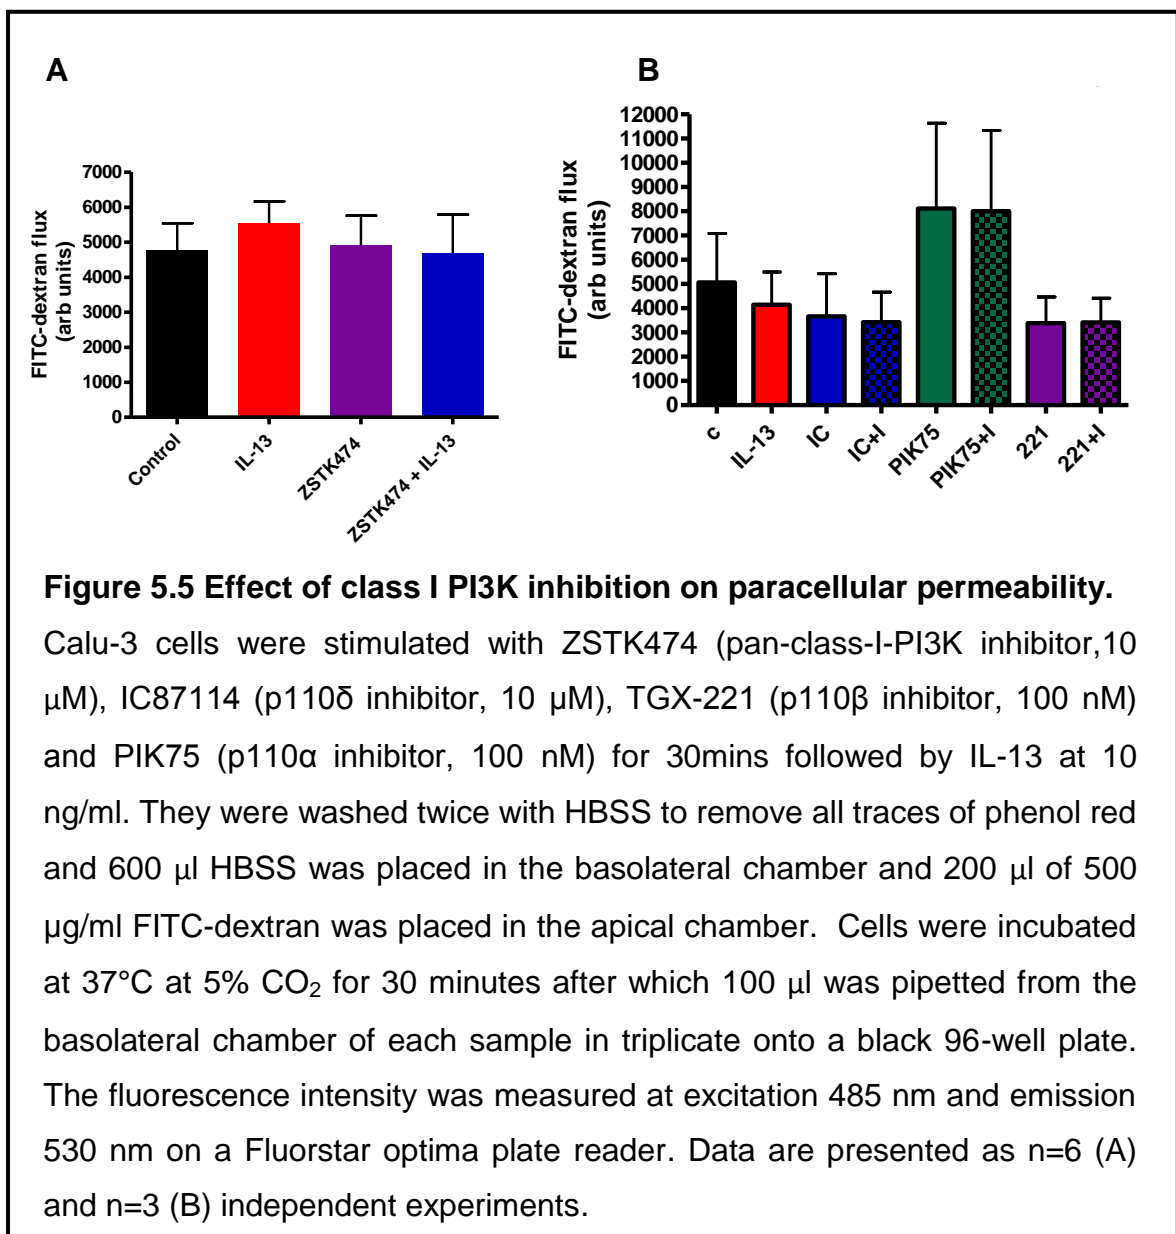 A
B
FITC-dextran flux
(arb units)
7000
6000
5000
4000
3000
2000
1000
0
Control
IL-13
ZSTK474
ZSTK474 + IL-13
FITC-dextran flux
(arb units)
12000
11000
10000
9000
8000
7000
6000
5000
4000
3000
2000
1000
0
c
IL-13
IC
IC+I
PIK75
PIK75+I
221
221+I
Figure 5.5 Effect of class I PI3K inhibition on paracellular permeability.
Calu-3 cells were stimulated with ZSTK474 (pan-class-I-PI3K inhibitor,10
µM), IC87114 (p110δ inhibitor, 10 µM), TGX-221 (p110β inhibitor, 100 nM)
and PIK75 (p110α inhibitor, 100 nM) for 30mins followed by IL-13 at 10
ng/ml. They were washed twice with HBSS to remove all traces of phenol red
and 600 µl HBSS was placed in the basolateral chamber and 200 µl of 500
µg/ml FITC-dextran was placed in the apical chamber. Cells were incubated
at 37°C at 5% CO₂ for 30 minutes after which 100 µl was pipetted from the
basolateral chamber of each sample in triplicate onto a black 96-well plate.
The fluorescence intensity was measured at excitation 485 nm and emission
530 nm on a Fluorstar optima plate reader. Data are presented as n=6 (A)
and n=3 (B) independent experiments.